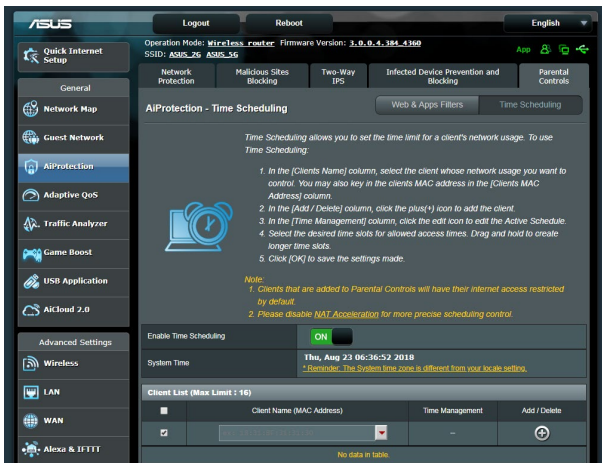 ASUS
Logout
Reboot
English
Operation Mode: Wireless router Firmware Version: 3.0.0.4.384_4360
SSID: ASUS_2G ASUS_5G
App
Quick Internet
Setup
General
Network Map
Guest Network
AiProtection
Adaptive QoS
Traffic Analyzer
Game Boost
USB Application
AiCloud 2.0
Advanced Settings
Wireless
LAN
WAN
Alexa & IFTTT
Network
Protection
Malicious Sites
Blocking
Two-Way
IPS
Infected Device Prevention and
Blocking
Parental
Controls
AiProtection - Time Scheduling
Web & Apps Filters
Time Scheduling
Time Scheduling allows you to set the time limit for a client's network usage. To use
Time Scheduling:
1. In the [Clients Name] column, select the client whose network usage you want to
control. You may also key in the clients MAC address in the [Clients MAC
Address] column.
2. In the [Add / Delete] column, click the plus(+) icon to add the client.
3. In the [Time Management] column, click the edit icon to edit the Active Schedule.
4. Select the desired time slots for allowed access times. Drag and hold to create
longer time slots.
5. Click [OK] to save the settings made.
Note:
1. Clients that are added to Parental Controls will have their internet access restricted
by default.
2. Please disable NAT Acceleration for more precise scheduling control.
Enable Time Scheduling
ON
System Time
Thu, Aug 23 06:36:52 2018
* Reminder: The System time zone is different from your locale setting.
Client List (Max Limit : 16)
Client Name (MAC Address)
Time Management
Add / Delete
–
No data in table.